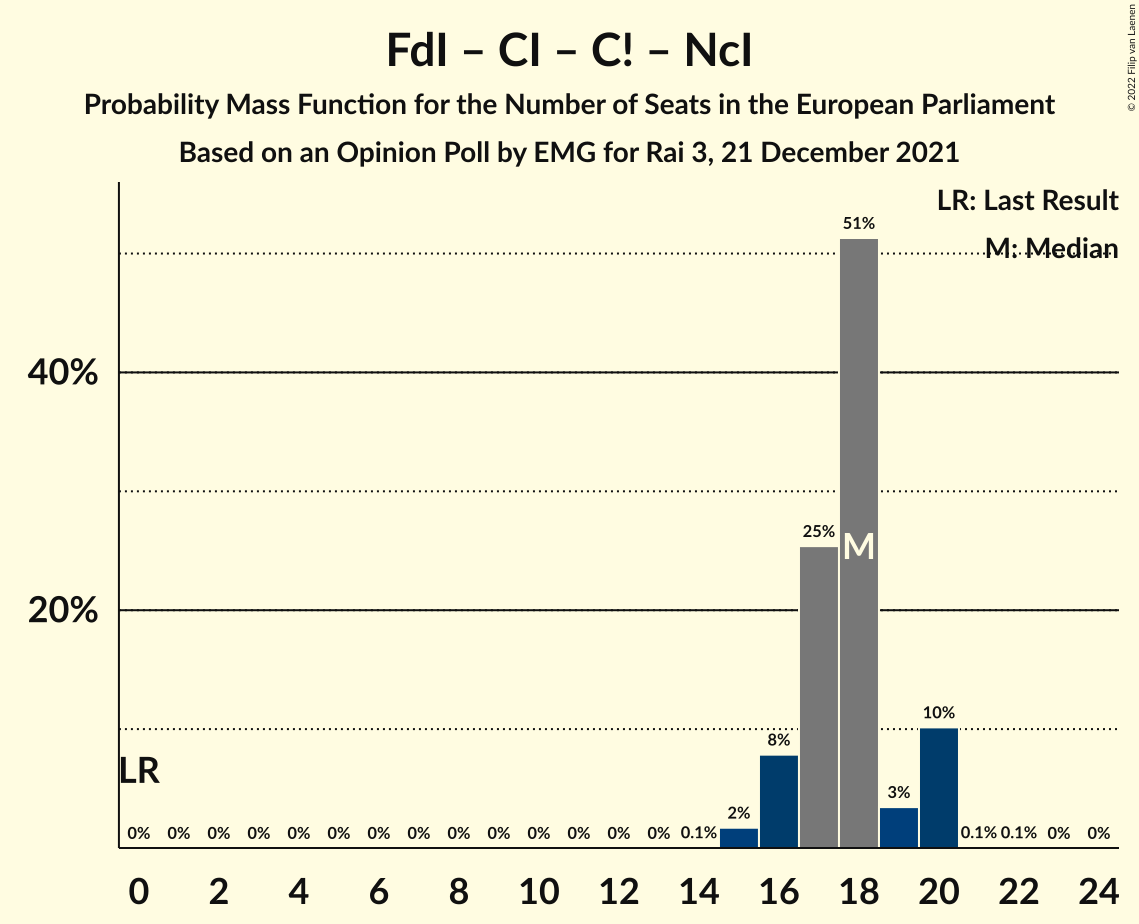 FdI – CI – C! – NcI
Probability Mass Function for the Number of Seats in the European Parliament
Based on an Opinion Poll by EMG for Rai 3, 21 December 2021
© 2022 Filip van Laenen
LR: Last Result
M: Median
51%
40%
25%
M
20%
10%
8%
LR
3%
2%
0% 0% 0% 0% 0% 0% 0% 0% 0% 0% 0% 0% 0% 0% 0.1% 0.1% 0.1% 0% 0%
0 2 4 6 8 10 12 14 16 18 20 22 24